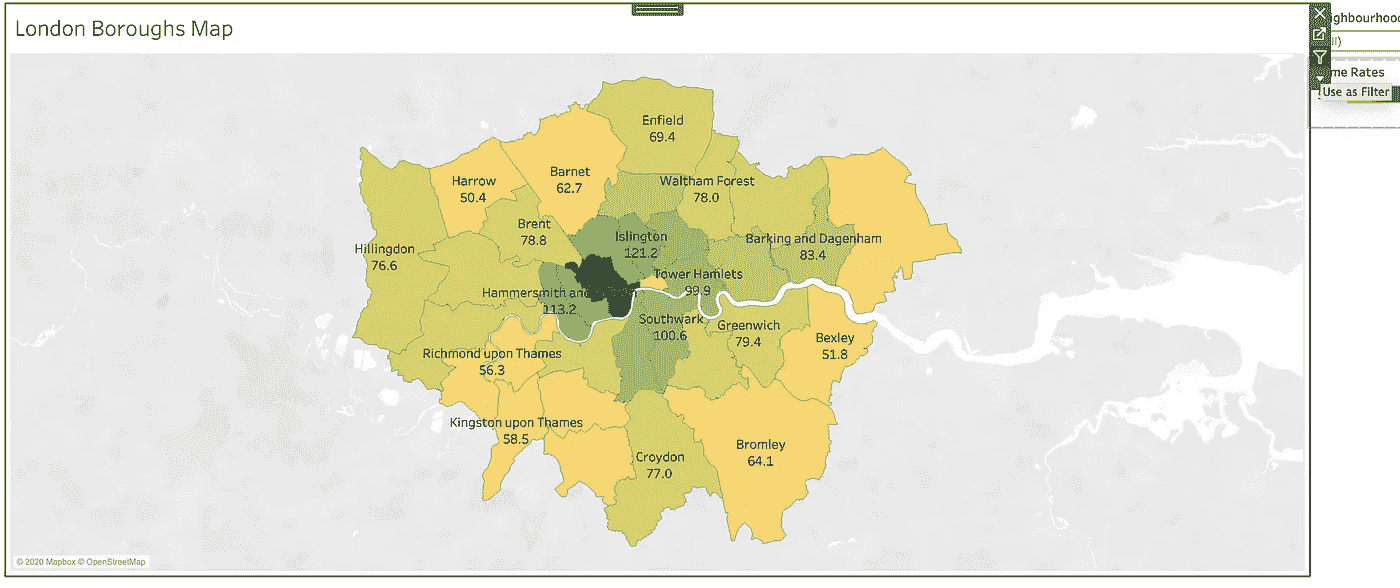 London Boroughs Map
Enfield
69.4
Harrow
50.4
Barnet
62.7
Waltham Forest
78.0
Brent
78.8
Islington
121.2
Hillingdon
76.6
Barking and Dagenham
83.4
Tower Hamlets
99.9
Hammersmith and
113.2
Southwark
100.6
Greenwich
79.4
Bexley
51.8
Richmond upon Thames
56.3
Kingston upon Thames
58.5
Croydon
77.0
Bromley
64.1
© 2020 Mapbox © OpenStreetMap
ighbourhood
ll)
me Rates
Use as Filter